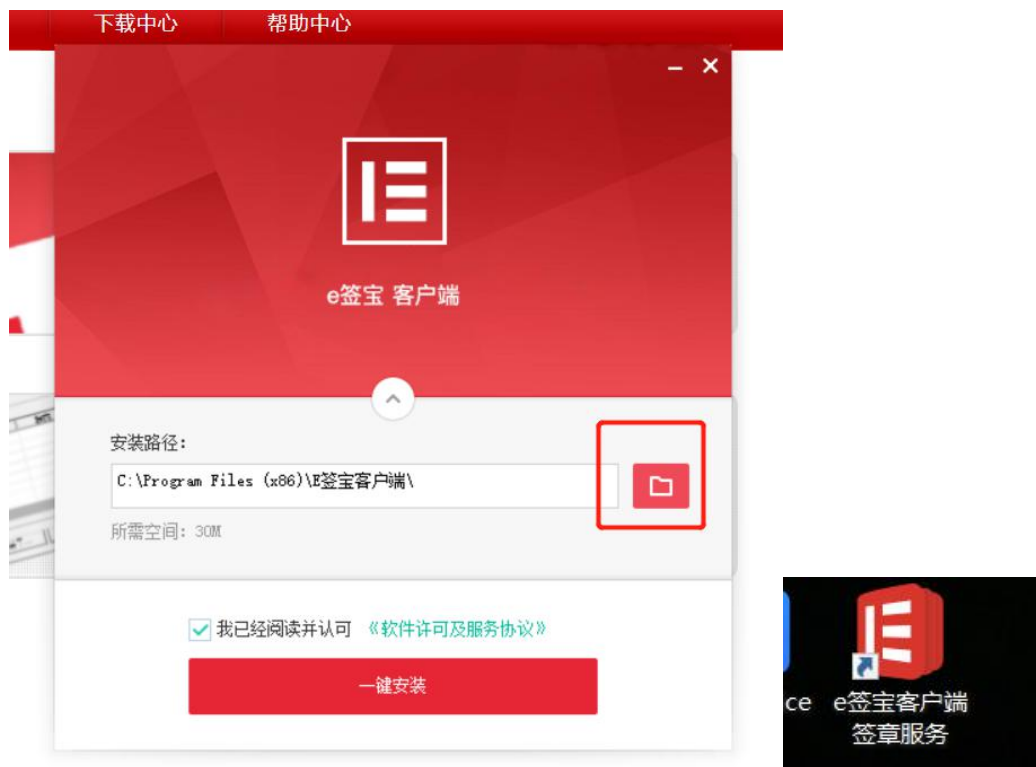 下载中心 帮助中心
e签宝 客户端
安装路径：
C:\Program Files (x86)\E签宝客户端\
所需空间：30M
我已经阅读并认可 《软件许可及服务协议》
一键安装
ce e签宝客户端
签章服务